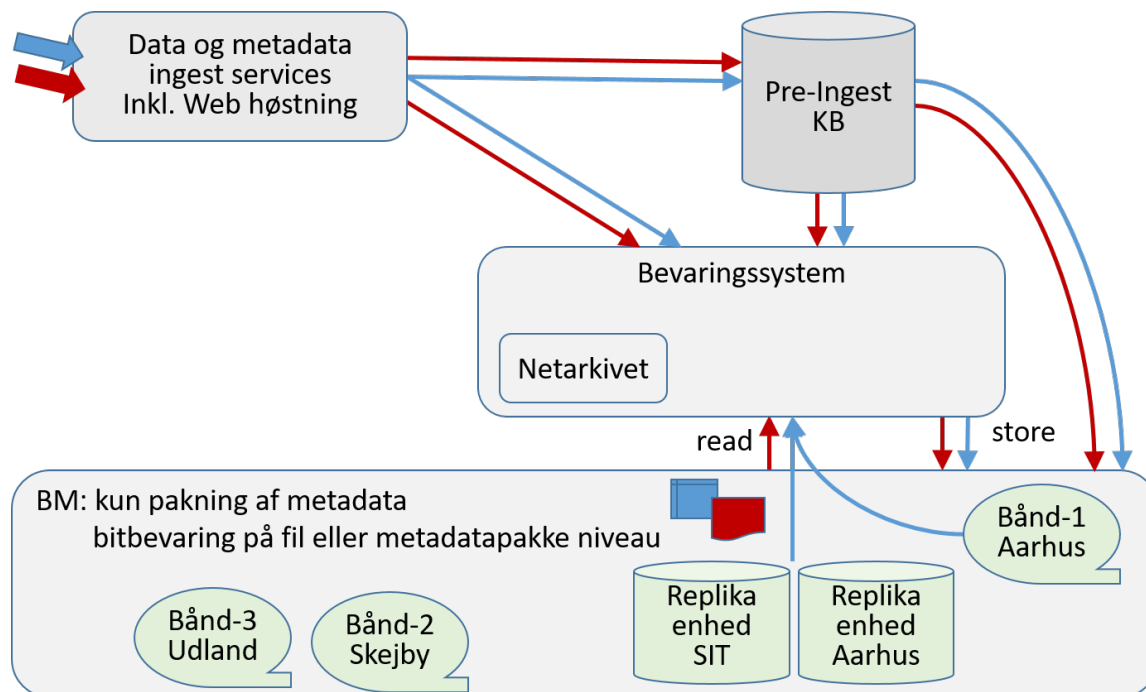 Data og metadata
ingest services
Inkl. Web høstning
Pre-Ingest
KB
Bevaringssystem
Netarkivet
read
store
BM: kun pakning af metadata
bitbevaring på fil eller metadatapakke niveau
Bånd-1
Aarhus
Replika
enhed
SIT
Replika
enhed
Aarhus
Bånd-3
Udland
Bånd-2
Skejby